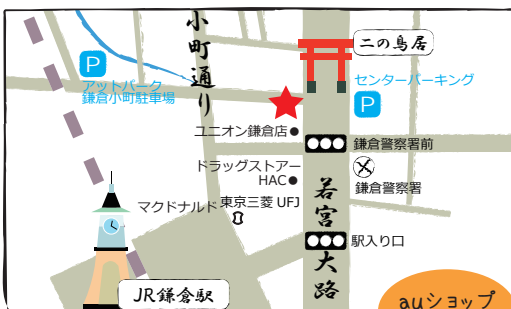 小町通り
二の鳥居
P
アットパーク
鎌倉小町駐車場
センターパーキング
P
ユニオン鎌倉店
鎌倉警察署前
ドラッグストアー
HAC
鎌倉警察署
マクドナルド
東京三菱 UFJ
若宮大路
駅入り口
JR鎌倉駅
auショップ